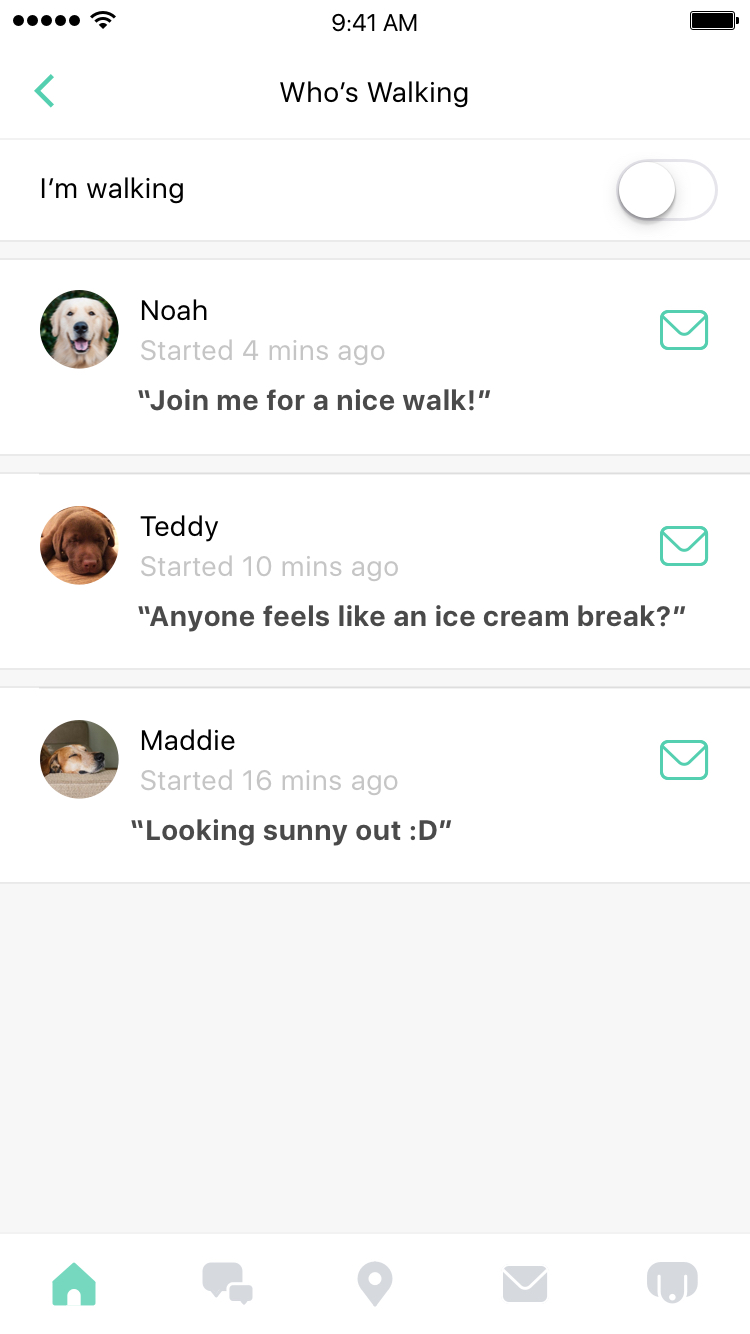 9:41 AM
Who’s Walking
I’m walking
Noah
Started 4 mins ago
“Join me for a nice walk!”
Teddy
Started 10 mins ago
“Anyone feels like an ice cream break?”
Maddie
Started 16 mins ago
“Looking sunny out :D”